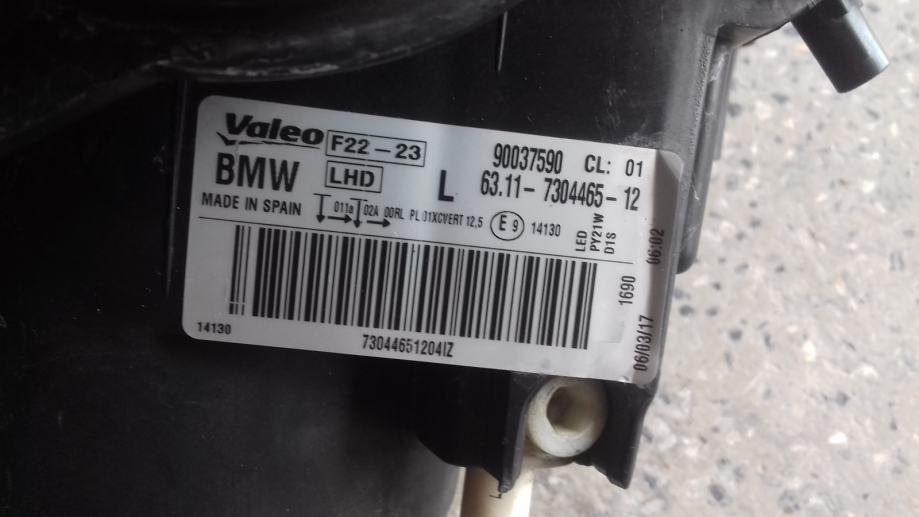 Valeo F22-23
BMW LHD L
90037590 CL: 01
63.11-7304465-12
MADE IN SPAIN
011a 02A 00RL PL 01XCVERT 12,5 E 9 14130
LED
PY21W
D1S
1690
06/03/17 06:02
14130
73044651204IZ